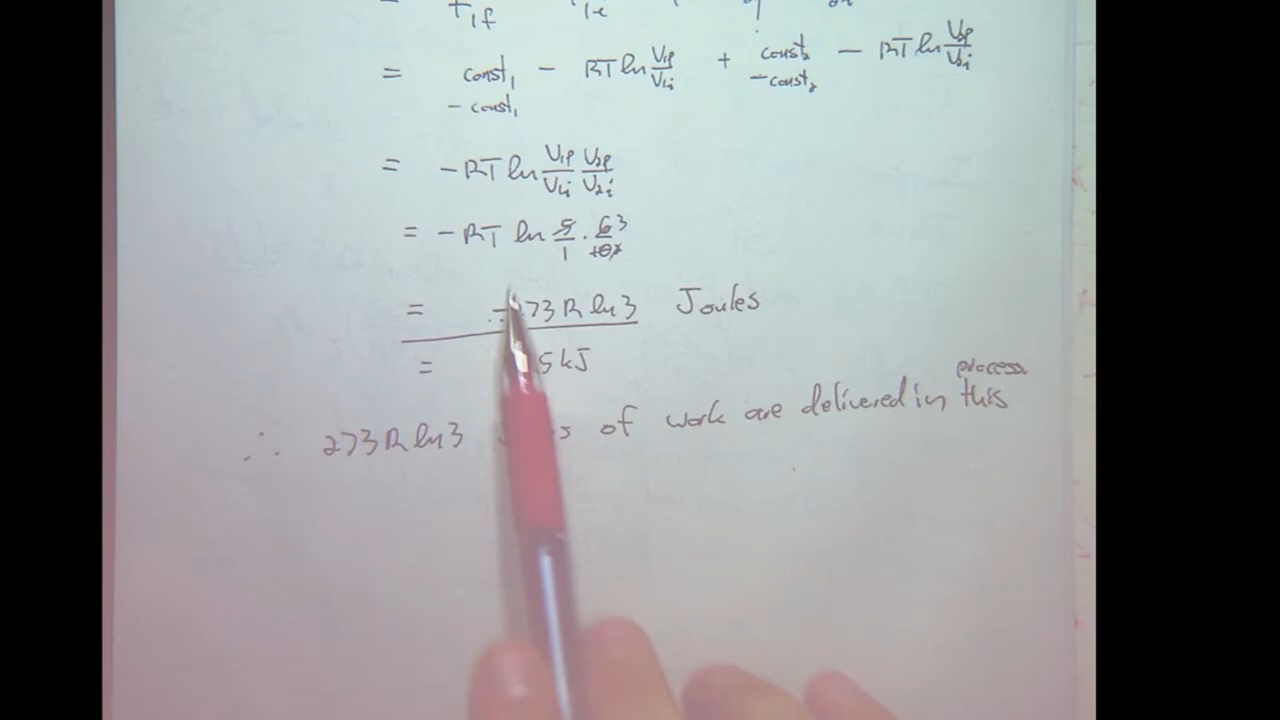 = const₁ - RT ln V1f/V1i + const₂ - RT ln V2f/V2i
- const₁ - const₂
= -RT ln V1f/V1i V2f/V2i
= -RT ln 5/1 ·
= 273 R ln 3 Joules
= 5 kJ
process
∴ 273 R ln 3 of work are delivered in this